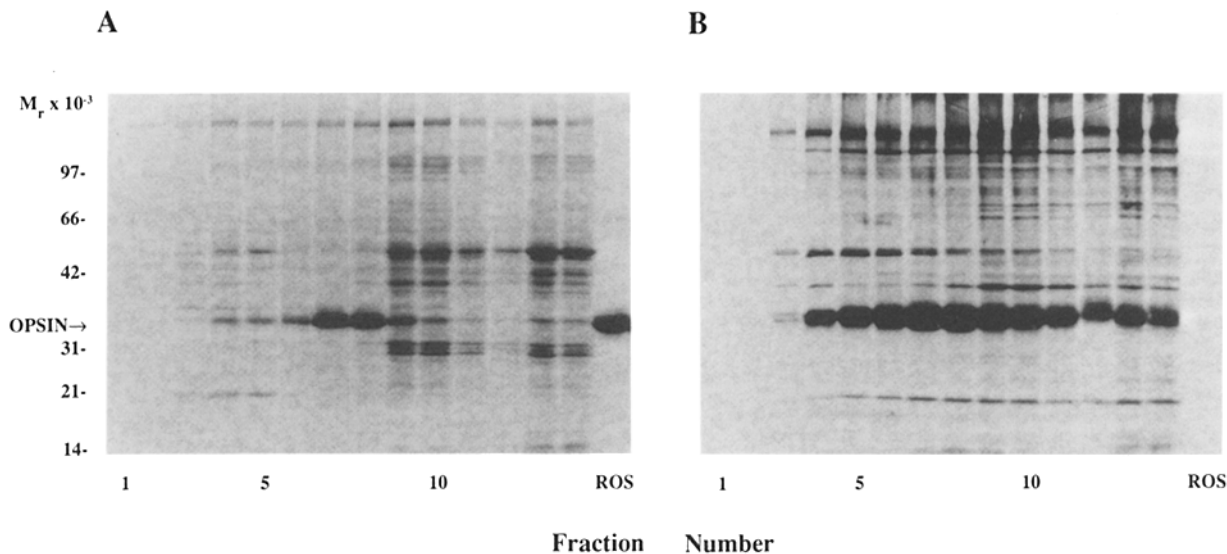 A B
M_r x 10^-3
97-
66-
42-
OPSIN→
31-
21-
14-
1 5 10 ROS 1 5 10 ROS
Fraction Number